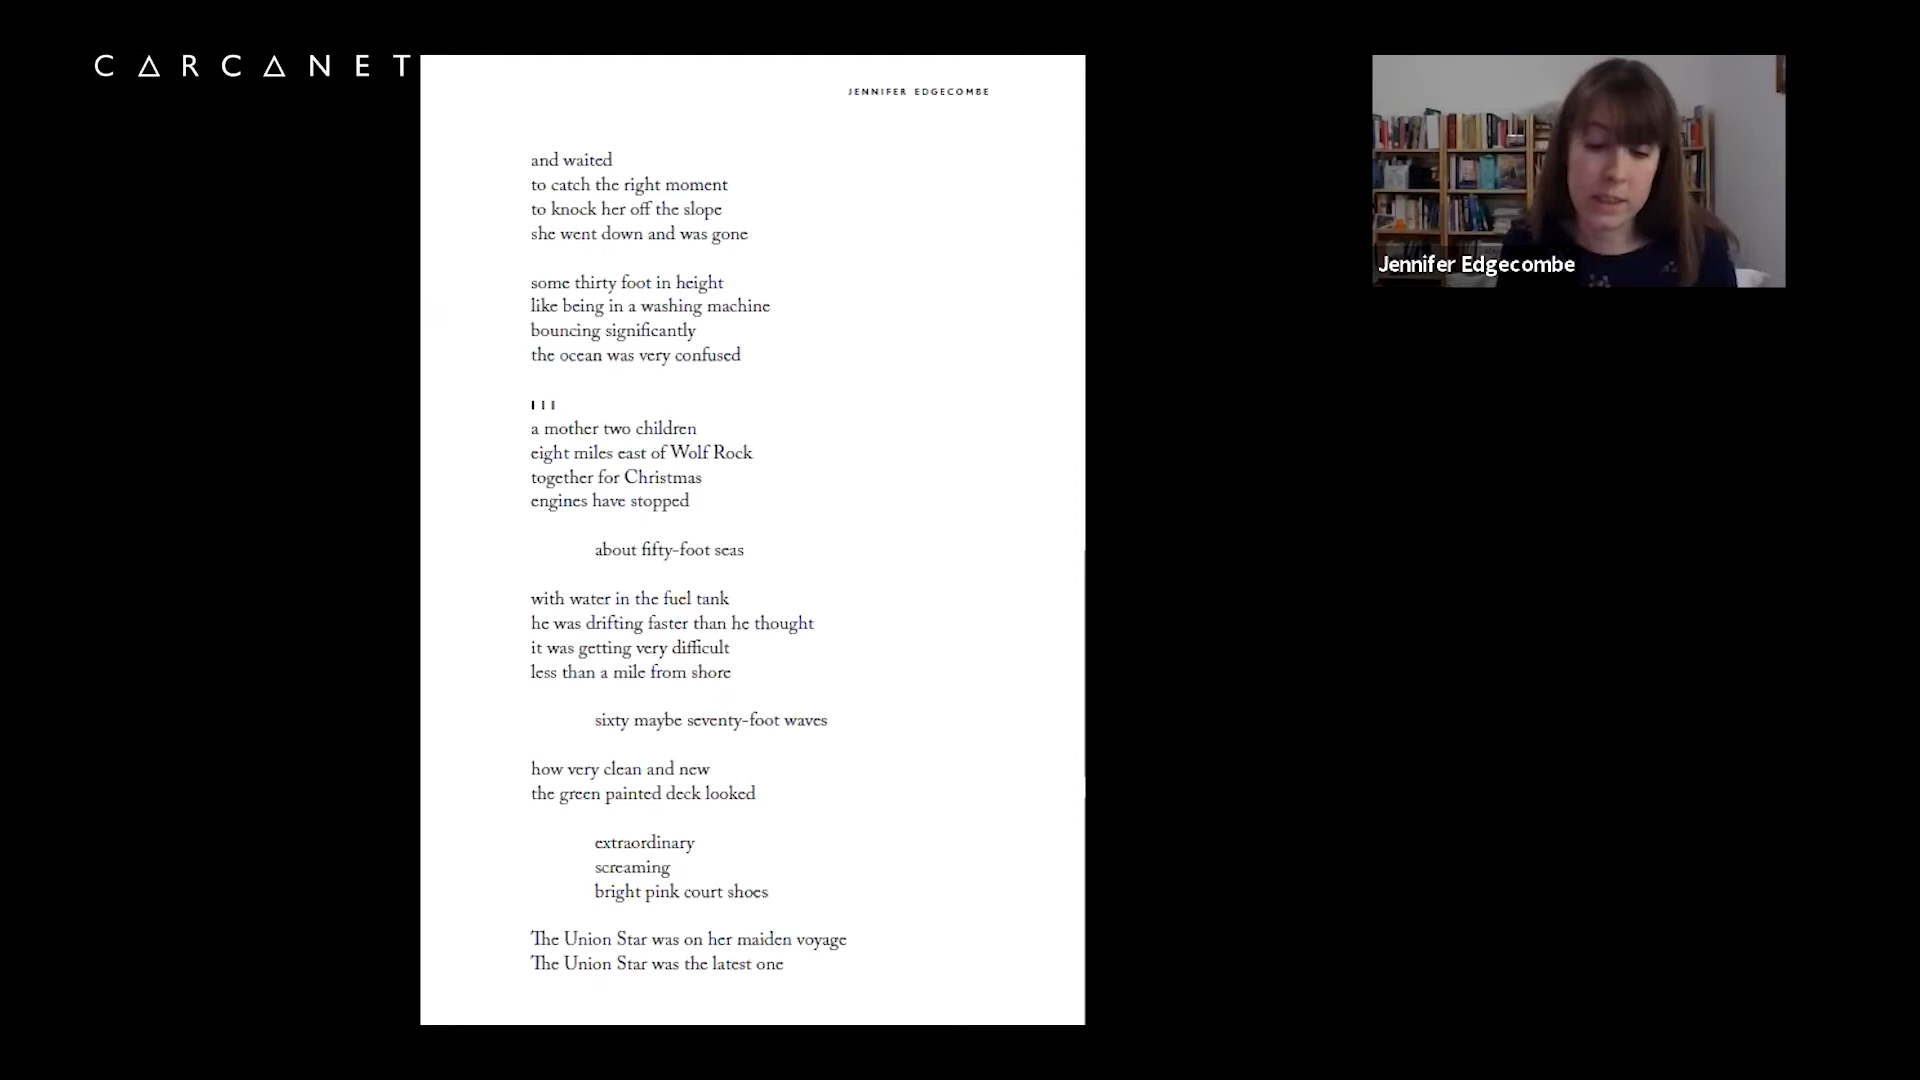 CARCANET
JENNIFER EDGECOMBE
and waited
to catch the right moment
to knock her off the slope
she went down and was gone
some thirty foot in height
like being in a washing machine
bouncing significantly
the ocean was very confused
III
a mother two children
eight miles east of Wolf Rock
together for Christmas
engines have stopped
about fifty-foot seas
with water in the fuel tank
he was drifting faster than he thought
it was getting very difficult
less than a mile from shore
sixty maybe seventy-foot waves
how very clean and new
the green painted deck looked
extraordinary
screaming
bright pink court shoes
The Union Star was on her maiden voyage
The Union Star was the latest one
Jennifer Edgecombe